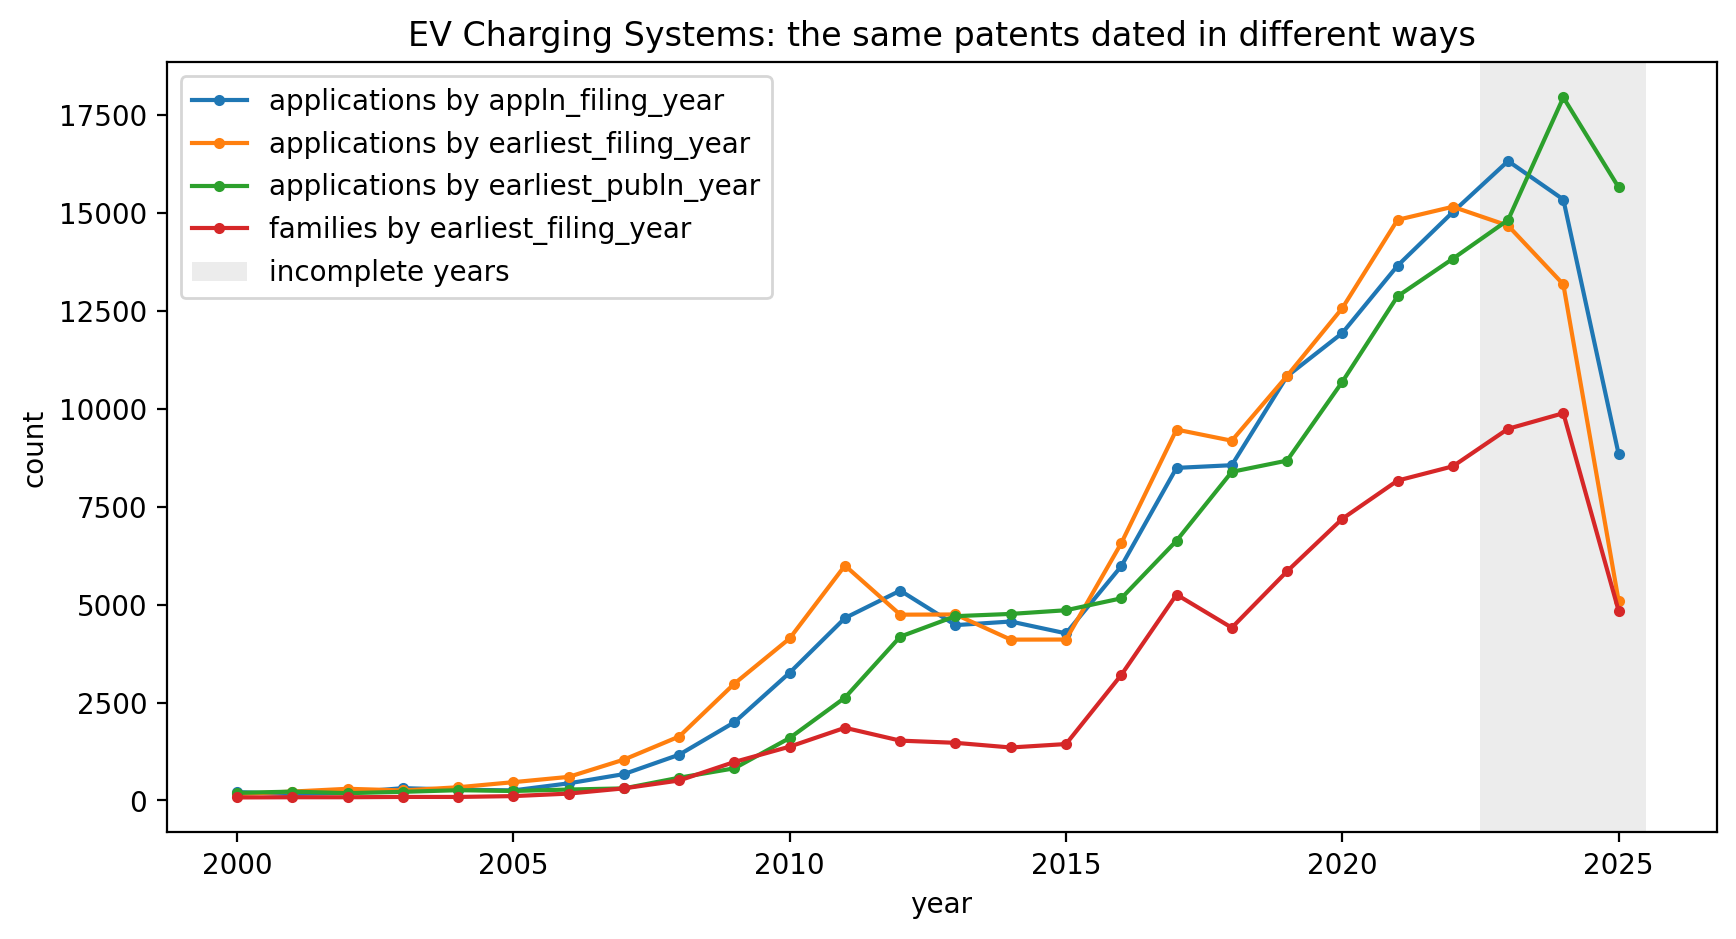 EV Charging Systems: the same patents dated in different ways
applications by appln_filing_year
applications by earliest_filing_year
applications by earliest_publn_year
families by earliest_filing_year
incomplete years
17500
15000
12500
10000
7500
5000
2500
0
count
2000
2005
2010
2015
2020
2025
year